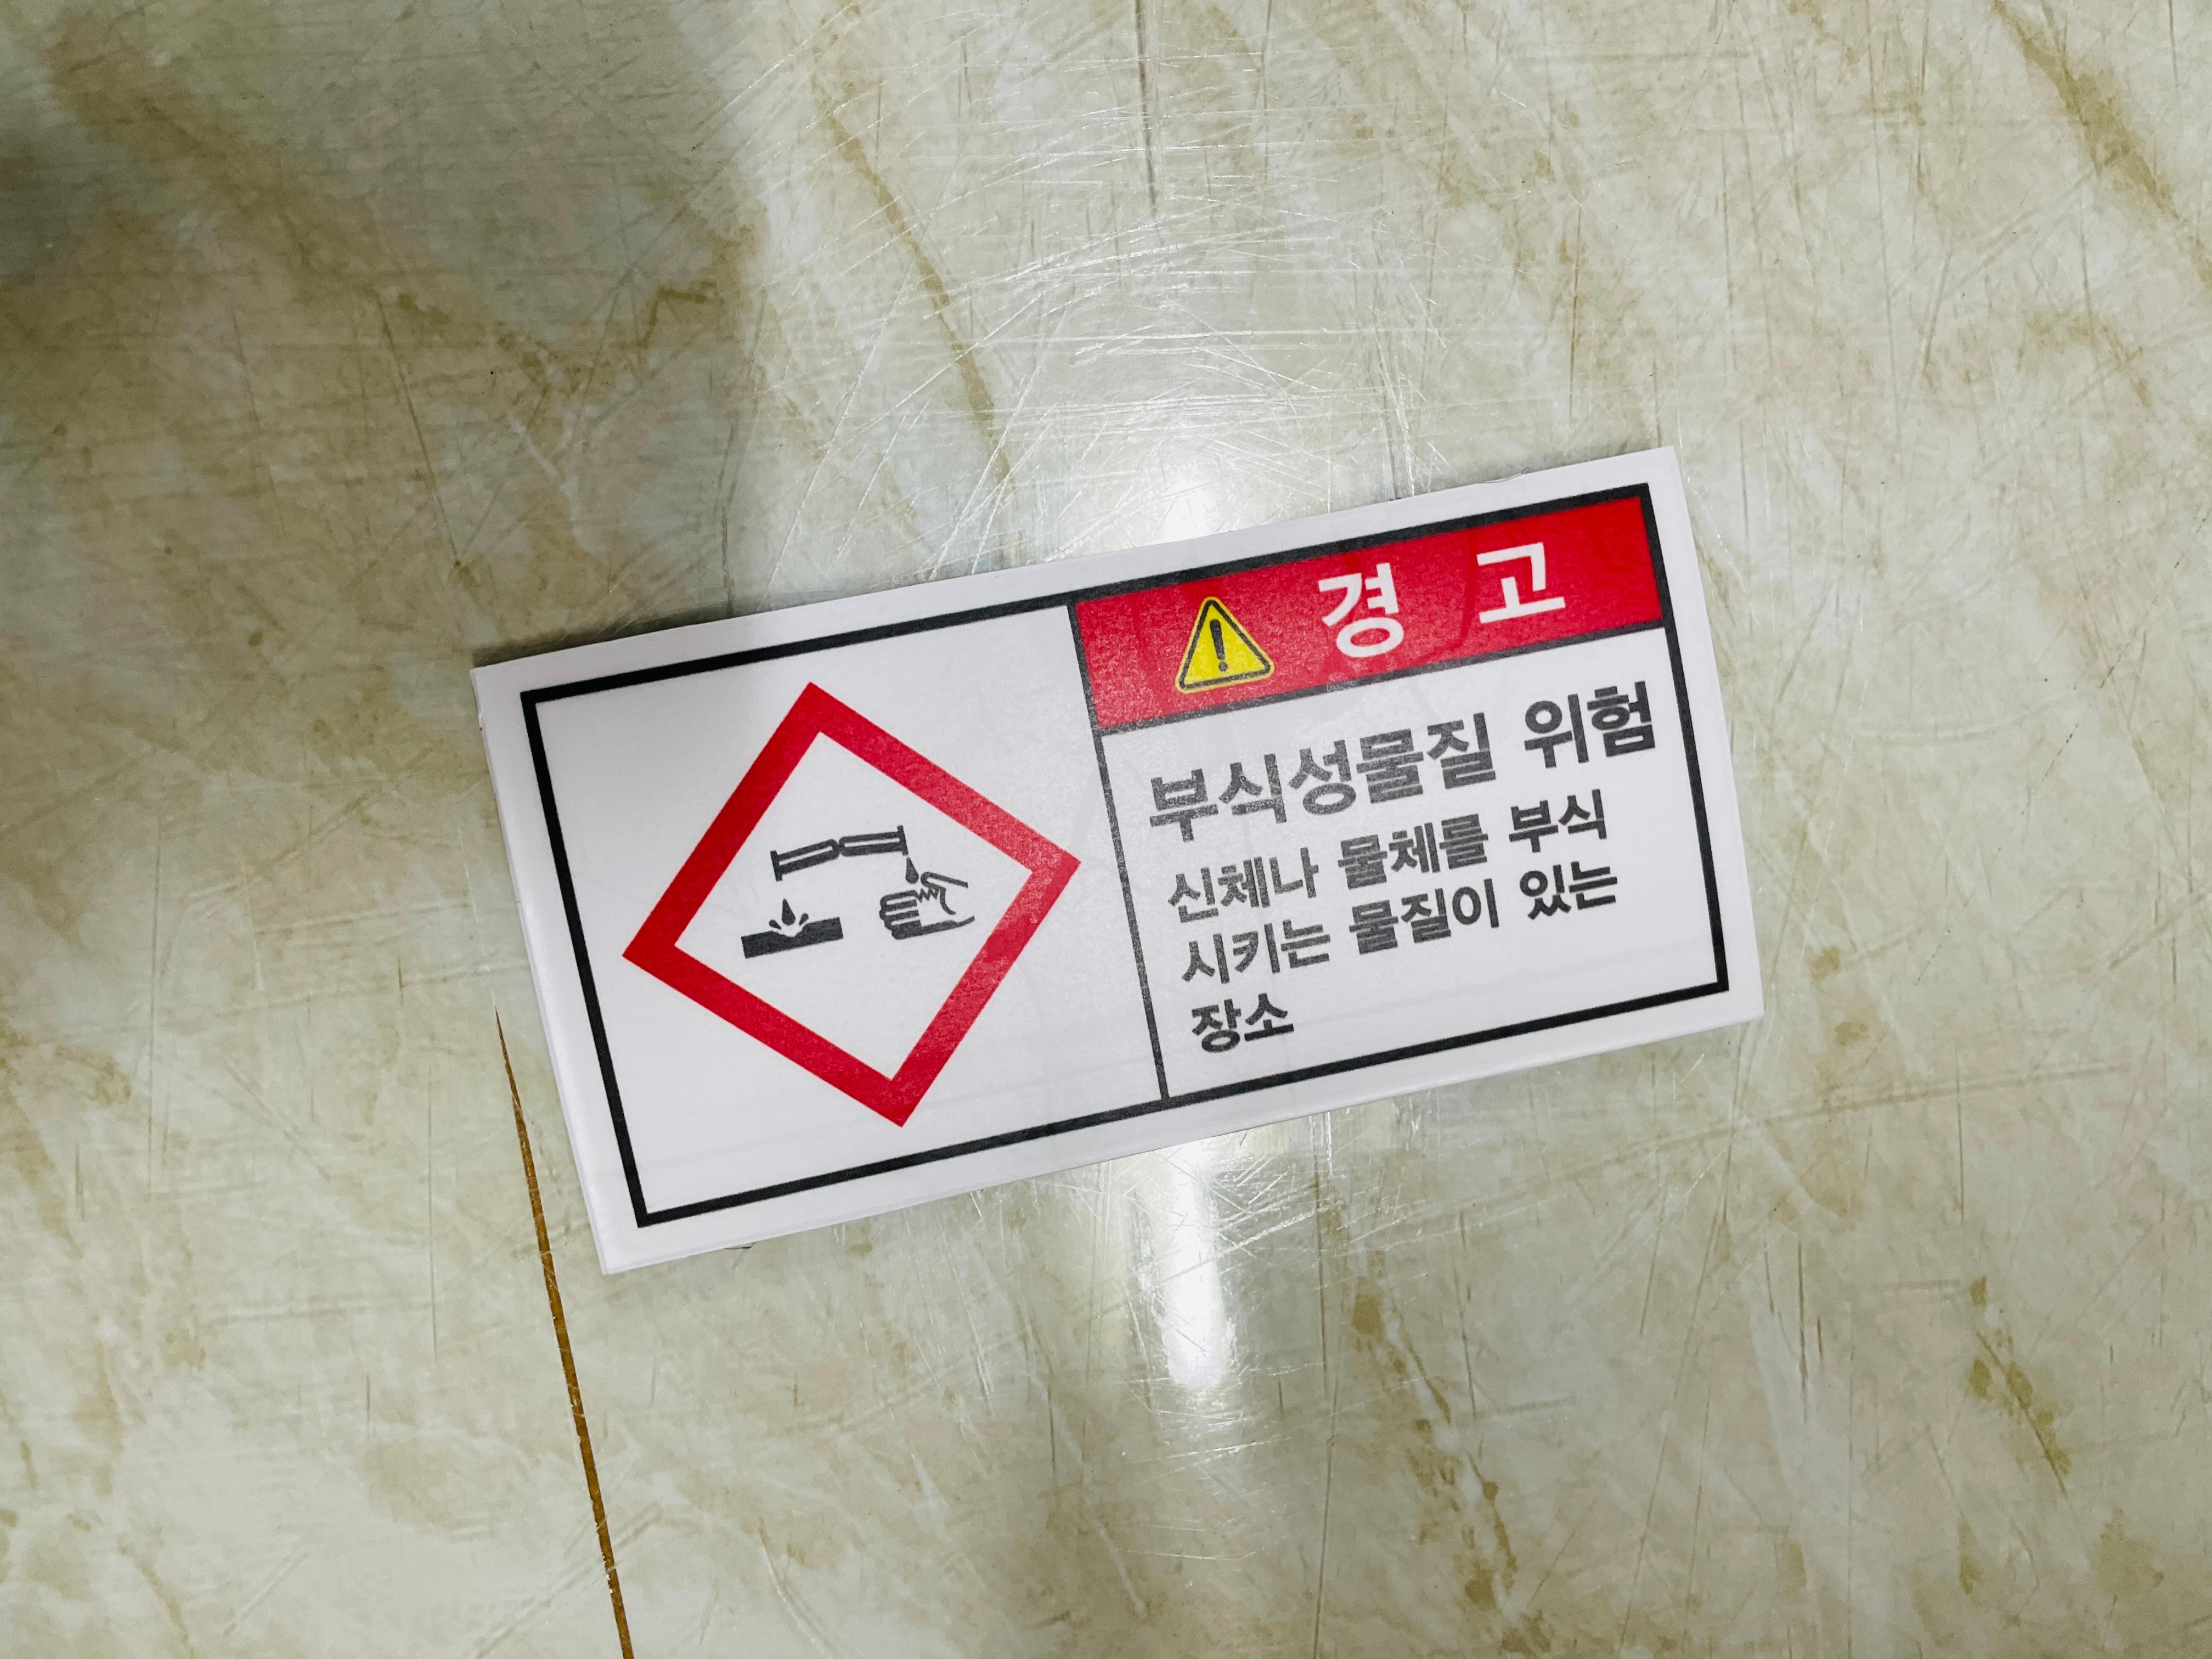 경 고
부식성물질 위험
신체나 물체를 부식
시키는 물질이 있는
장소